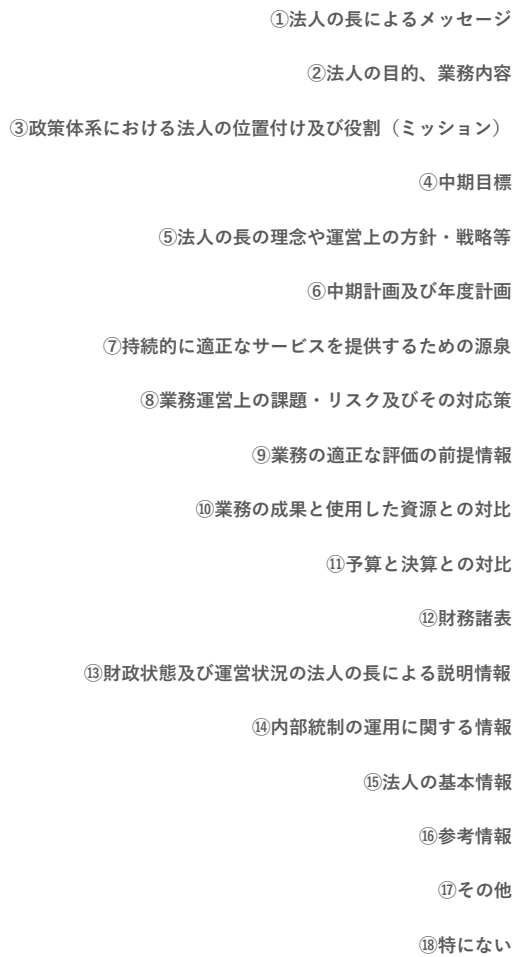 ①法人の長によるメッセージ
②法人の目的、業務内容
③政策体系における法人の位置付け及び役割（ミッション）
④中期目標
⑤法人の長の理念や運営上の方針・戦略等
⑥中期計画及び年度計画
⑦持続的に適正なサービスを提供するための源泉
⑧業務運営上の課題・リスク及びその対応策
⑨業務の適正な評価の前提情報
⑩業務の成果と使用した資源との対比
⑪予算と決算との対比
⑫財務諸表
⑬財政状態及び運営状況の法人の長による説明情報
⑭内部統制の運用に関する情報
⑮法人の基本情報
⑯参考情報
⑰その他
⑱特にない